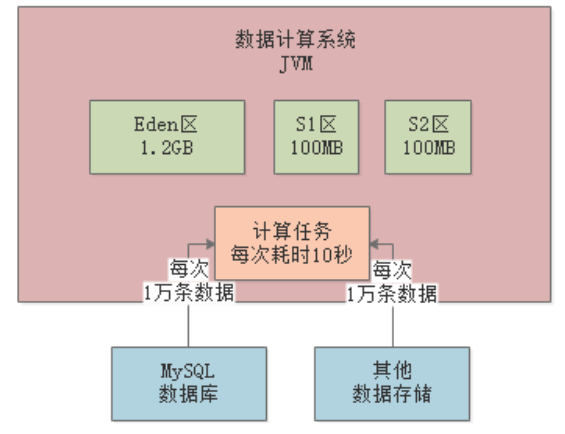 数据计算系统
JVM
Eden区
1.2GB
S1区
100MB
S2区
100MB
计算任务
每次耗时10秒
每次
1万条数据
每次
1万条数据
MySQL
数据库
其他
数据存储